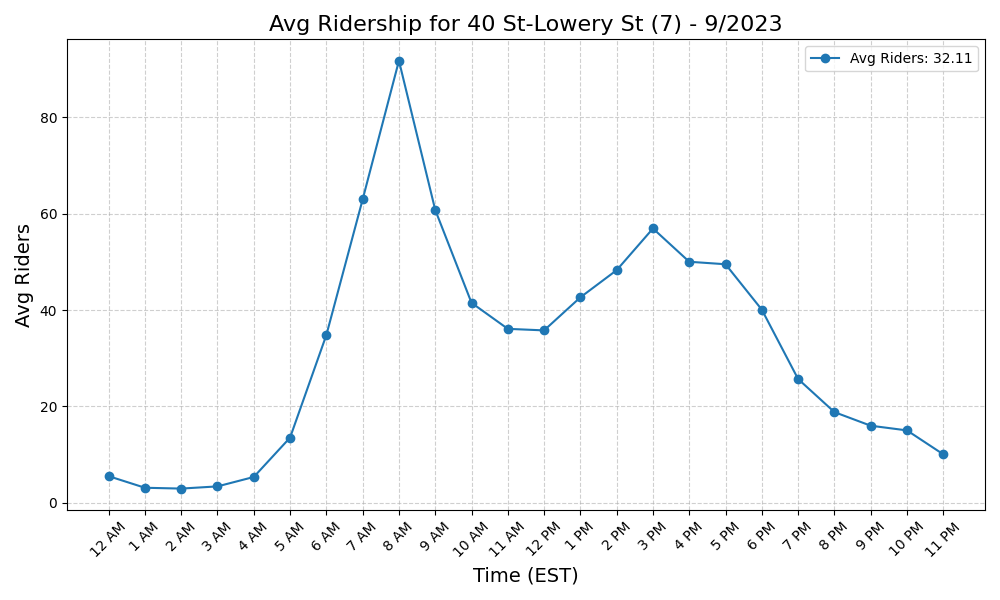 Avg Ridership for 40 St-Lowery St (7) - 9/2023
Avg Riders: 32.11
Avg Riders
80
60
40
20
0
12 AM
1 AM
2 AM
3 AM
4 AM
5 AM
6 AM
7 AM
8 AM
9 AM
10 AM
11 AM
12 PM
1 PM
2 PM
3 PM
4 PM
5 PM
6 PM
7 PM
8 PM
9 PM
10 PM
11 PM
Time (EST)